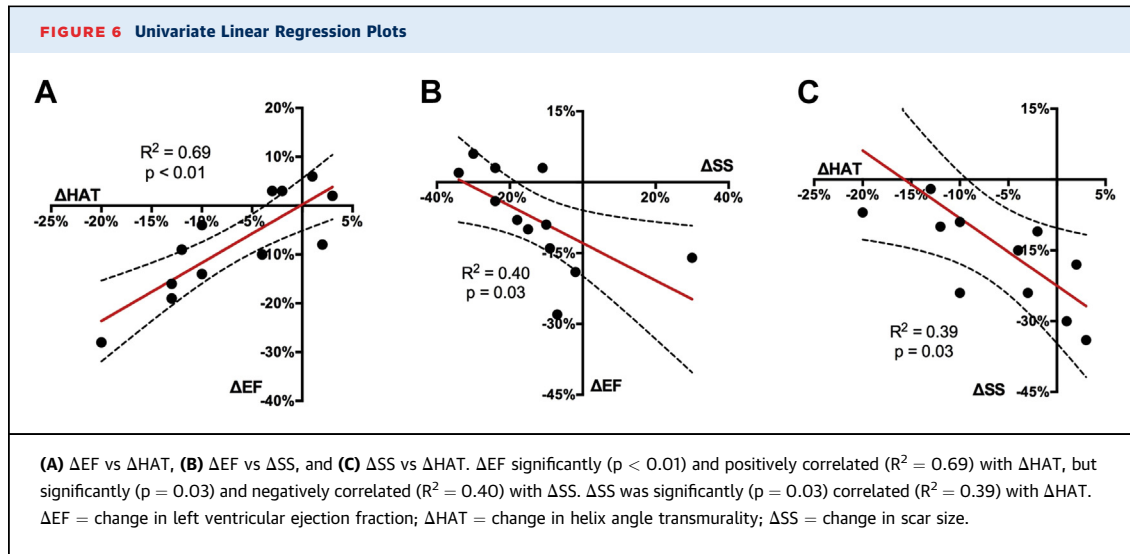 FIGURE 6 Univariate Linear Regression Plots
A
20%
10%
R² = 0.69
p < 0.01
ΔHAT
-25% -20% -15% -10% -5% 5%
-10%
-20%
-30%
ΔEF
-40%
B
15%
ΔSS
-40% -20% 20% 40%
-15%
R² = 0.40
p = 0.03
-30%
ΔEF
-45%
C
15%
ΔHAT
-25% -20% -15% -10% -5% 5%
-15%
R² = 0.39
p = 0.03
-30%
ΔSS
-45%
(A) ΔEF vs ΔHAT, (B) ΔEF vs ΔSS, and (C) ΔSS vs ΔHAT. ΔEF significantly (p < 0.01) and positively correlated (R² = 0.69) with ΔHAT, but
significantly (p = 0.03) and negatively correlated (R² = 0.40) with ΔSS. ΔSS was significantly (p = 0.03) correlated (R² = 0.39) with ΔHAT.
ΔEF = change in left ventricular ejection fraction; ΔHAT = change in helix angle transmurality; ΔSS = change in scar size.